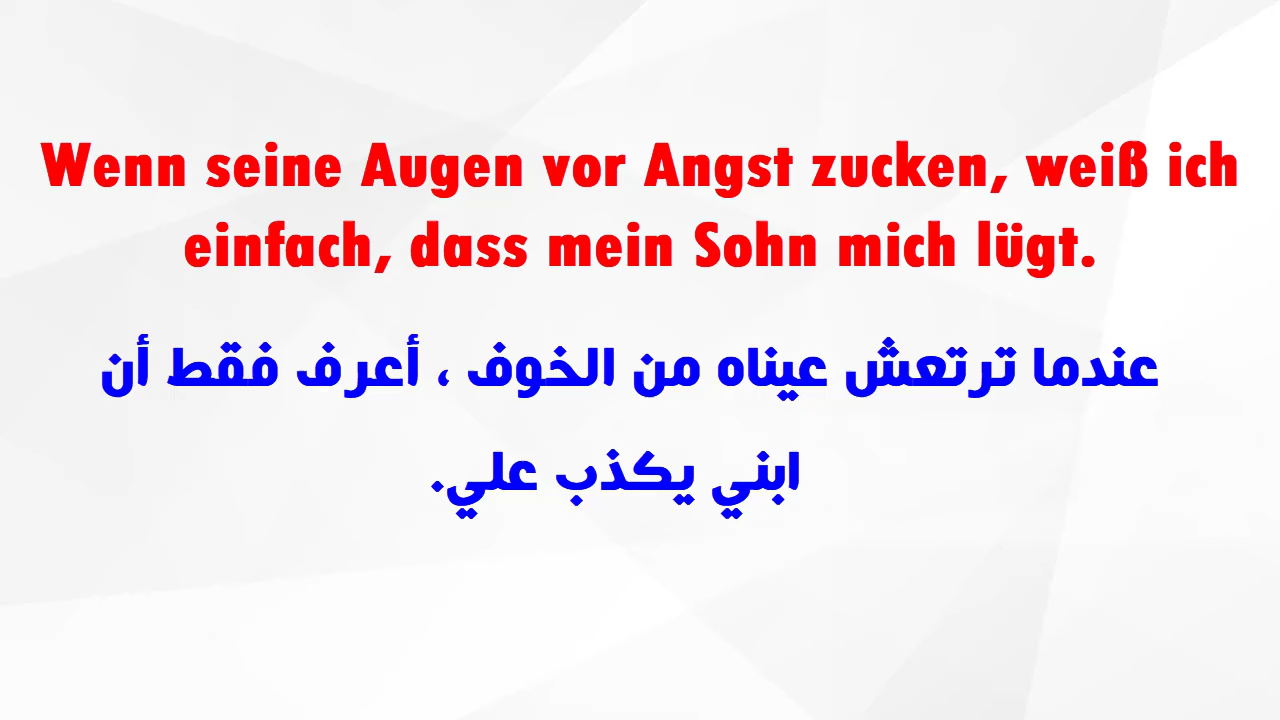 Wenn seine Augen vor Angst zucken, weiß ich
einfach, dass mein Sohn mich lügt.
عندما ترتعش عيناه من الخوف ، أعرف فقط أن
ابني يكذب علي.